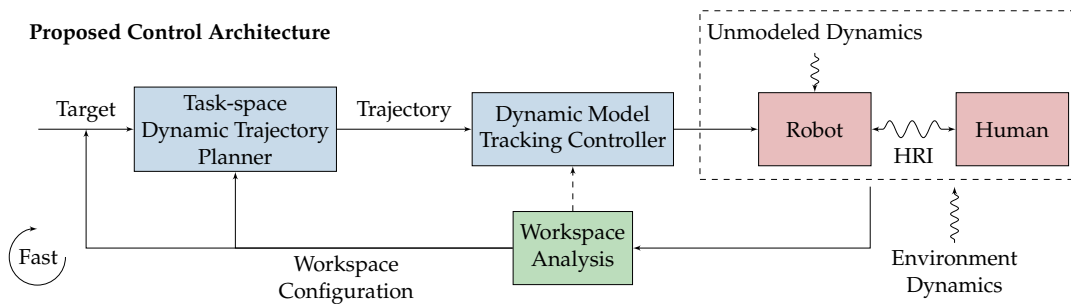 Proposed Control Architecture
Unmodeled Dynamics
Target
Task-space
Dynamic Trajectory
Planner
Trajectory
Dynamic Model
Tracking Controller
Robot
HRI
Human
Fast
Workspace
Configuration
Workspace
Analysis
Environment
Dynamics